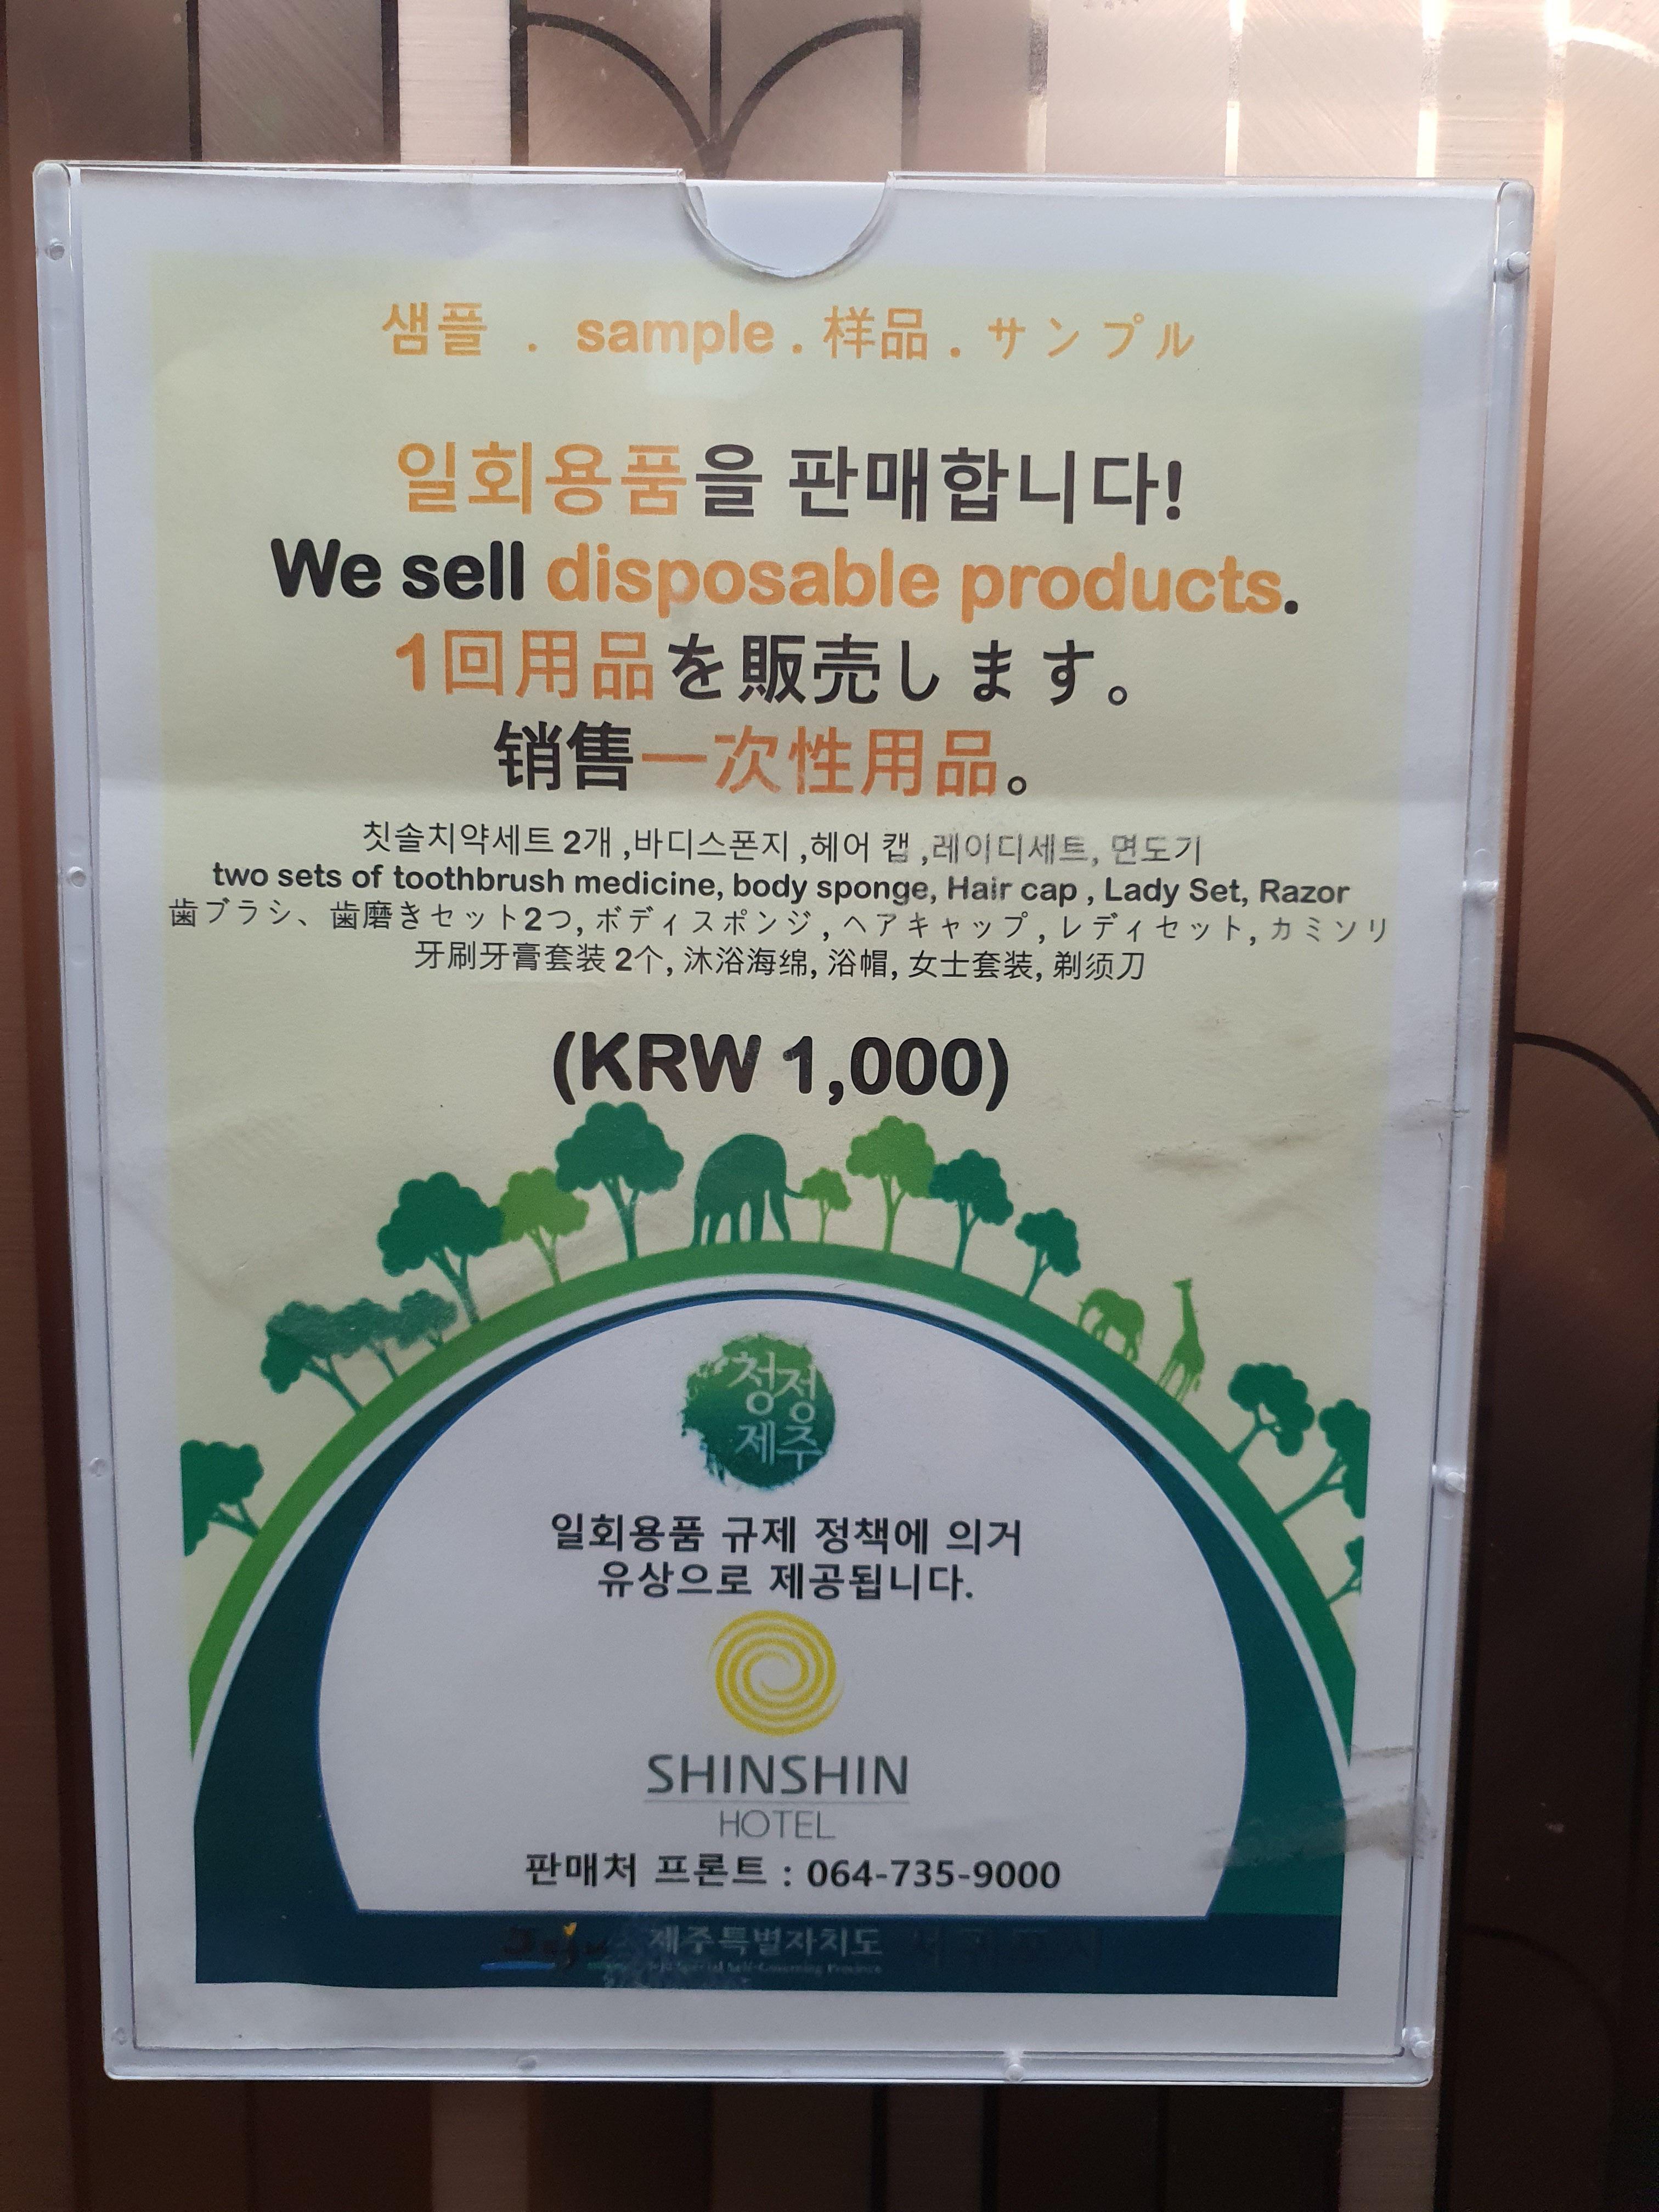 샘플 . sample . 样品 . サンプル
일회용품을 판매합니다!
We sell disposable products.
1回用品を販売します。
销售一次性用品。
칫솔치약세트 2개 ,바디스폰지 ,헤어 캡 ,레이디세트, 면도기
two sets of toothbrush medicine, body sponge, Hair cap , Lady Set, Razor
歯ブラシ、歯磨きセット2つ, ボディスポンジ , ヘアキャップ , レディセット, カミソリ
牙刷牙膏套装 2个, 沐浴海绵, 浴帽, 女士套装, 剃须刀
(KRW 1,000)
청정
제주
일회용품 규제 정책에 의거
유상으로 제공됩니다.
SHINSHIN
HOTEL
판매처 프론트 : 064-735-9000
제주특별자치도
Special Self-Governing Province